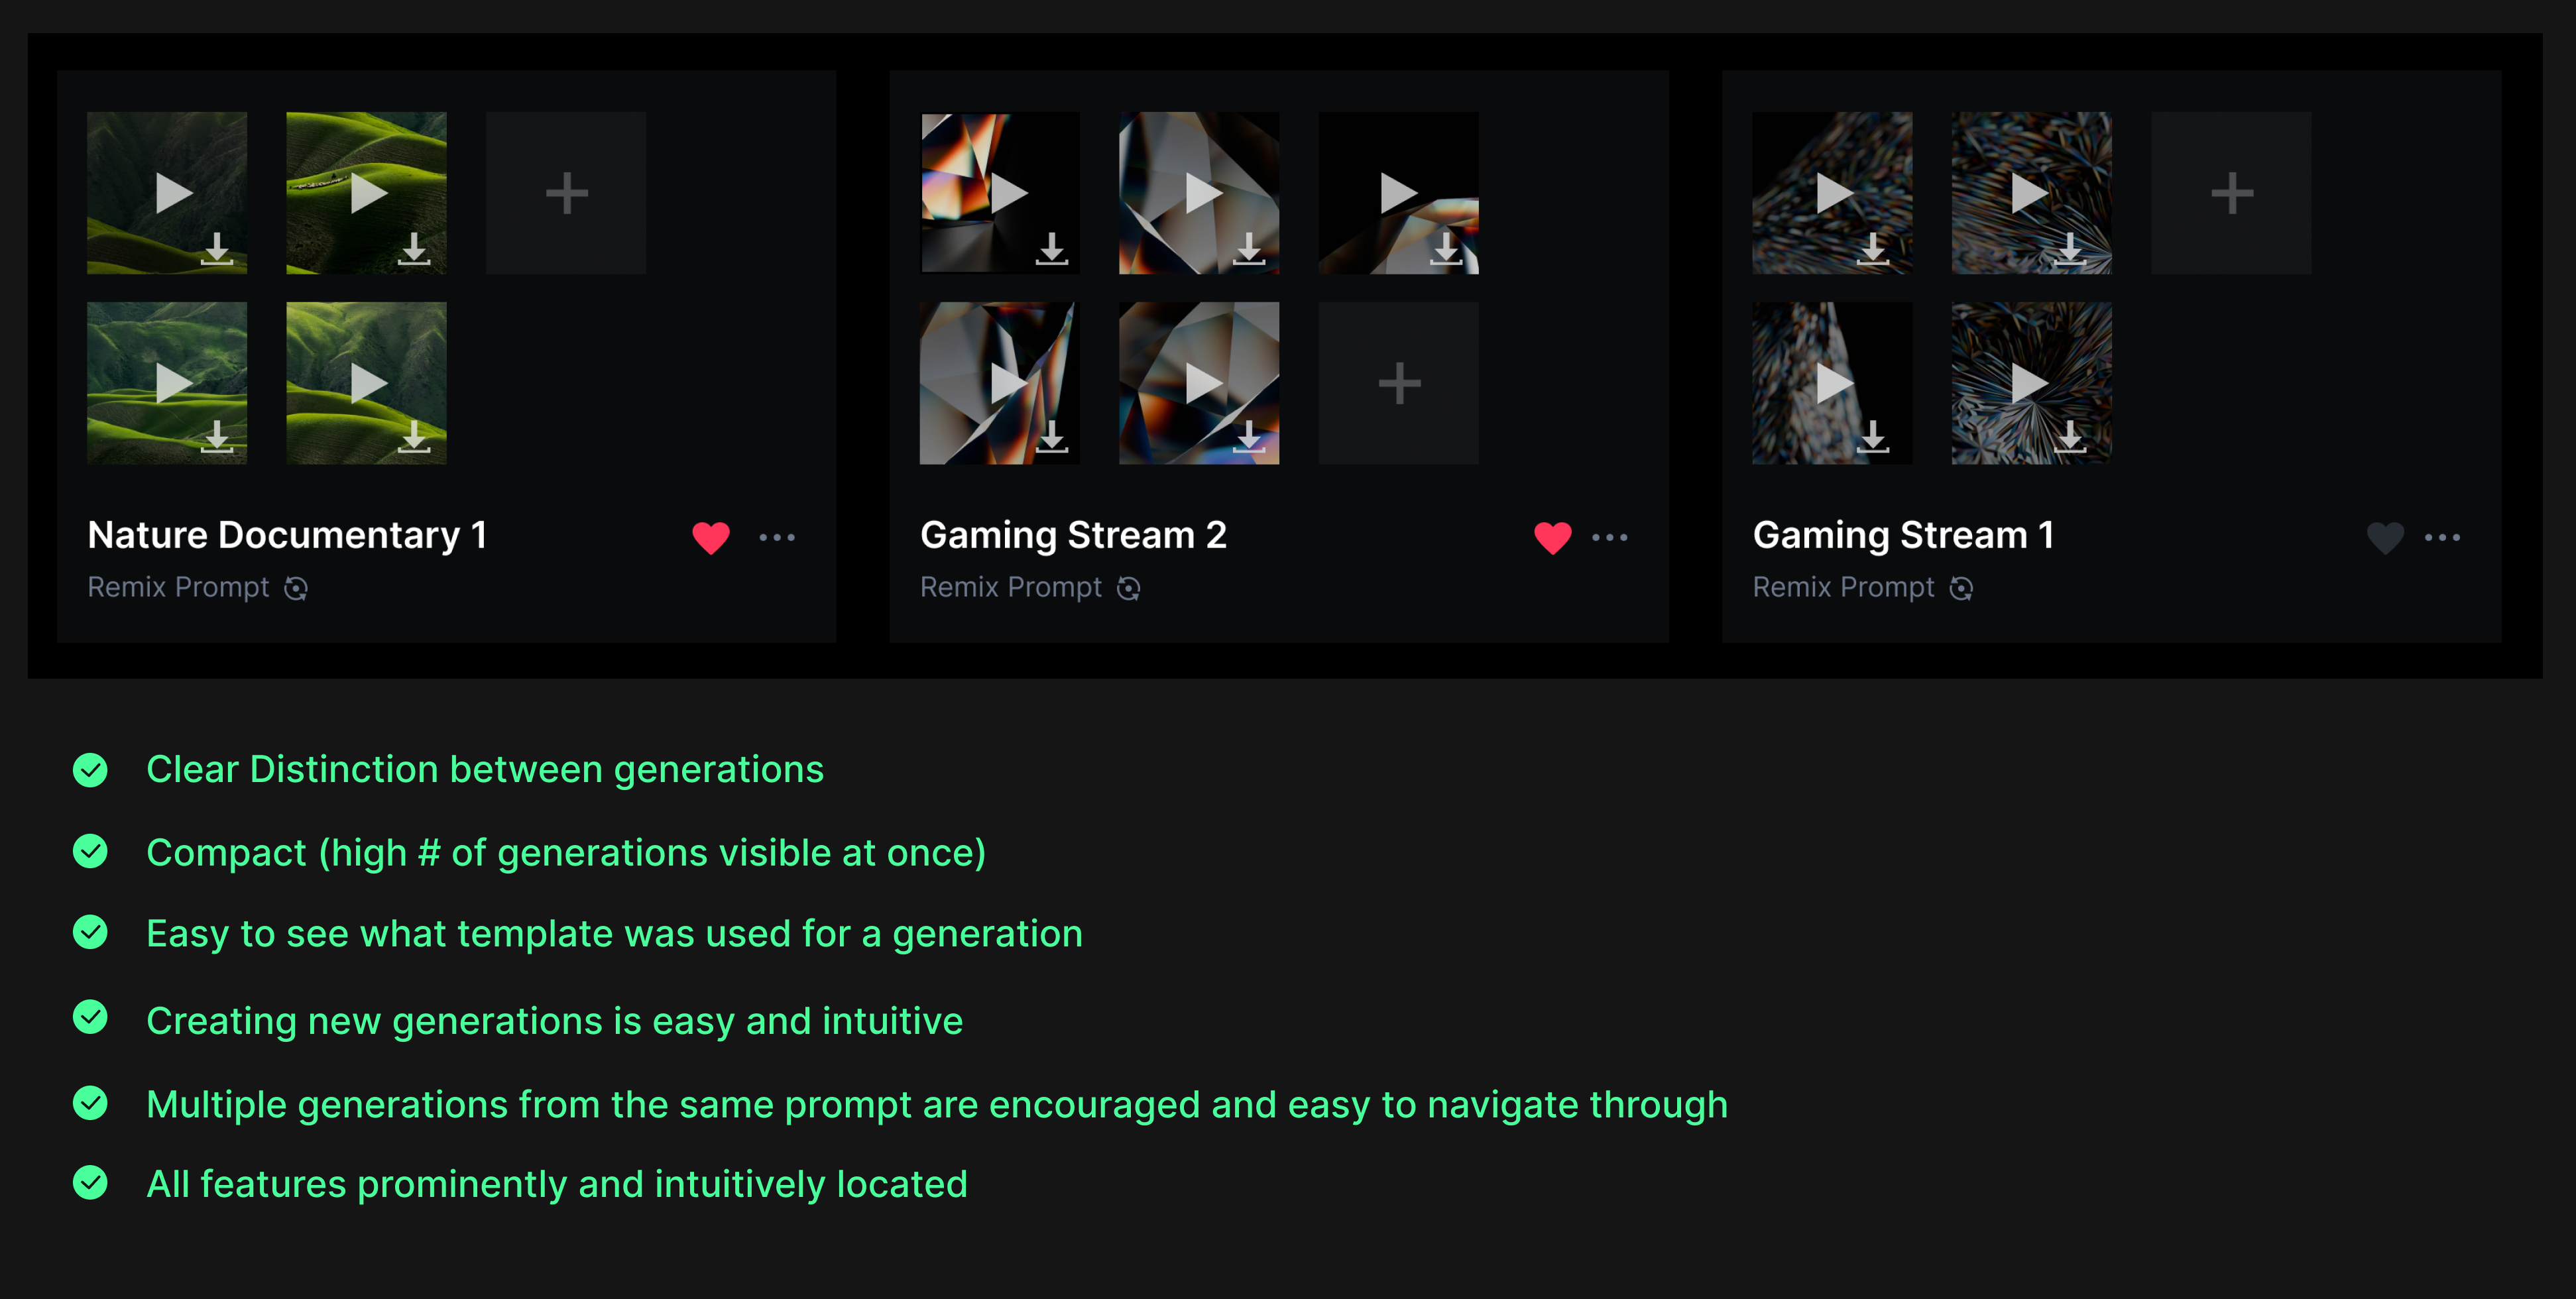 Nature Documentary 1
Remix Prompt
Gaming Stream 2
Remix Prompt
Gaming Stream 1
Remix Prompt
Clear Distinction between generations
Compact (high # of generations visible at once)
Easy to see what template was used for a generation
Creating new generations is easy and intuitive
Multiple generations from the same prompt are encouraged and easy to navigate through
All features prominently and intuitively located